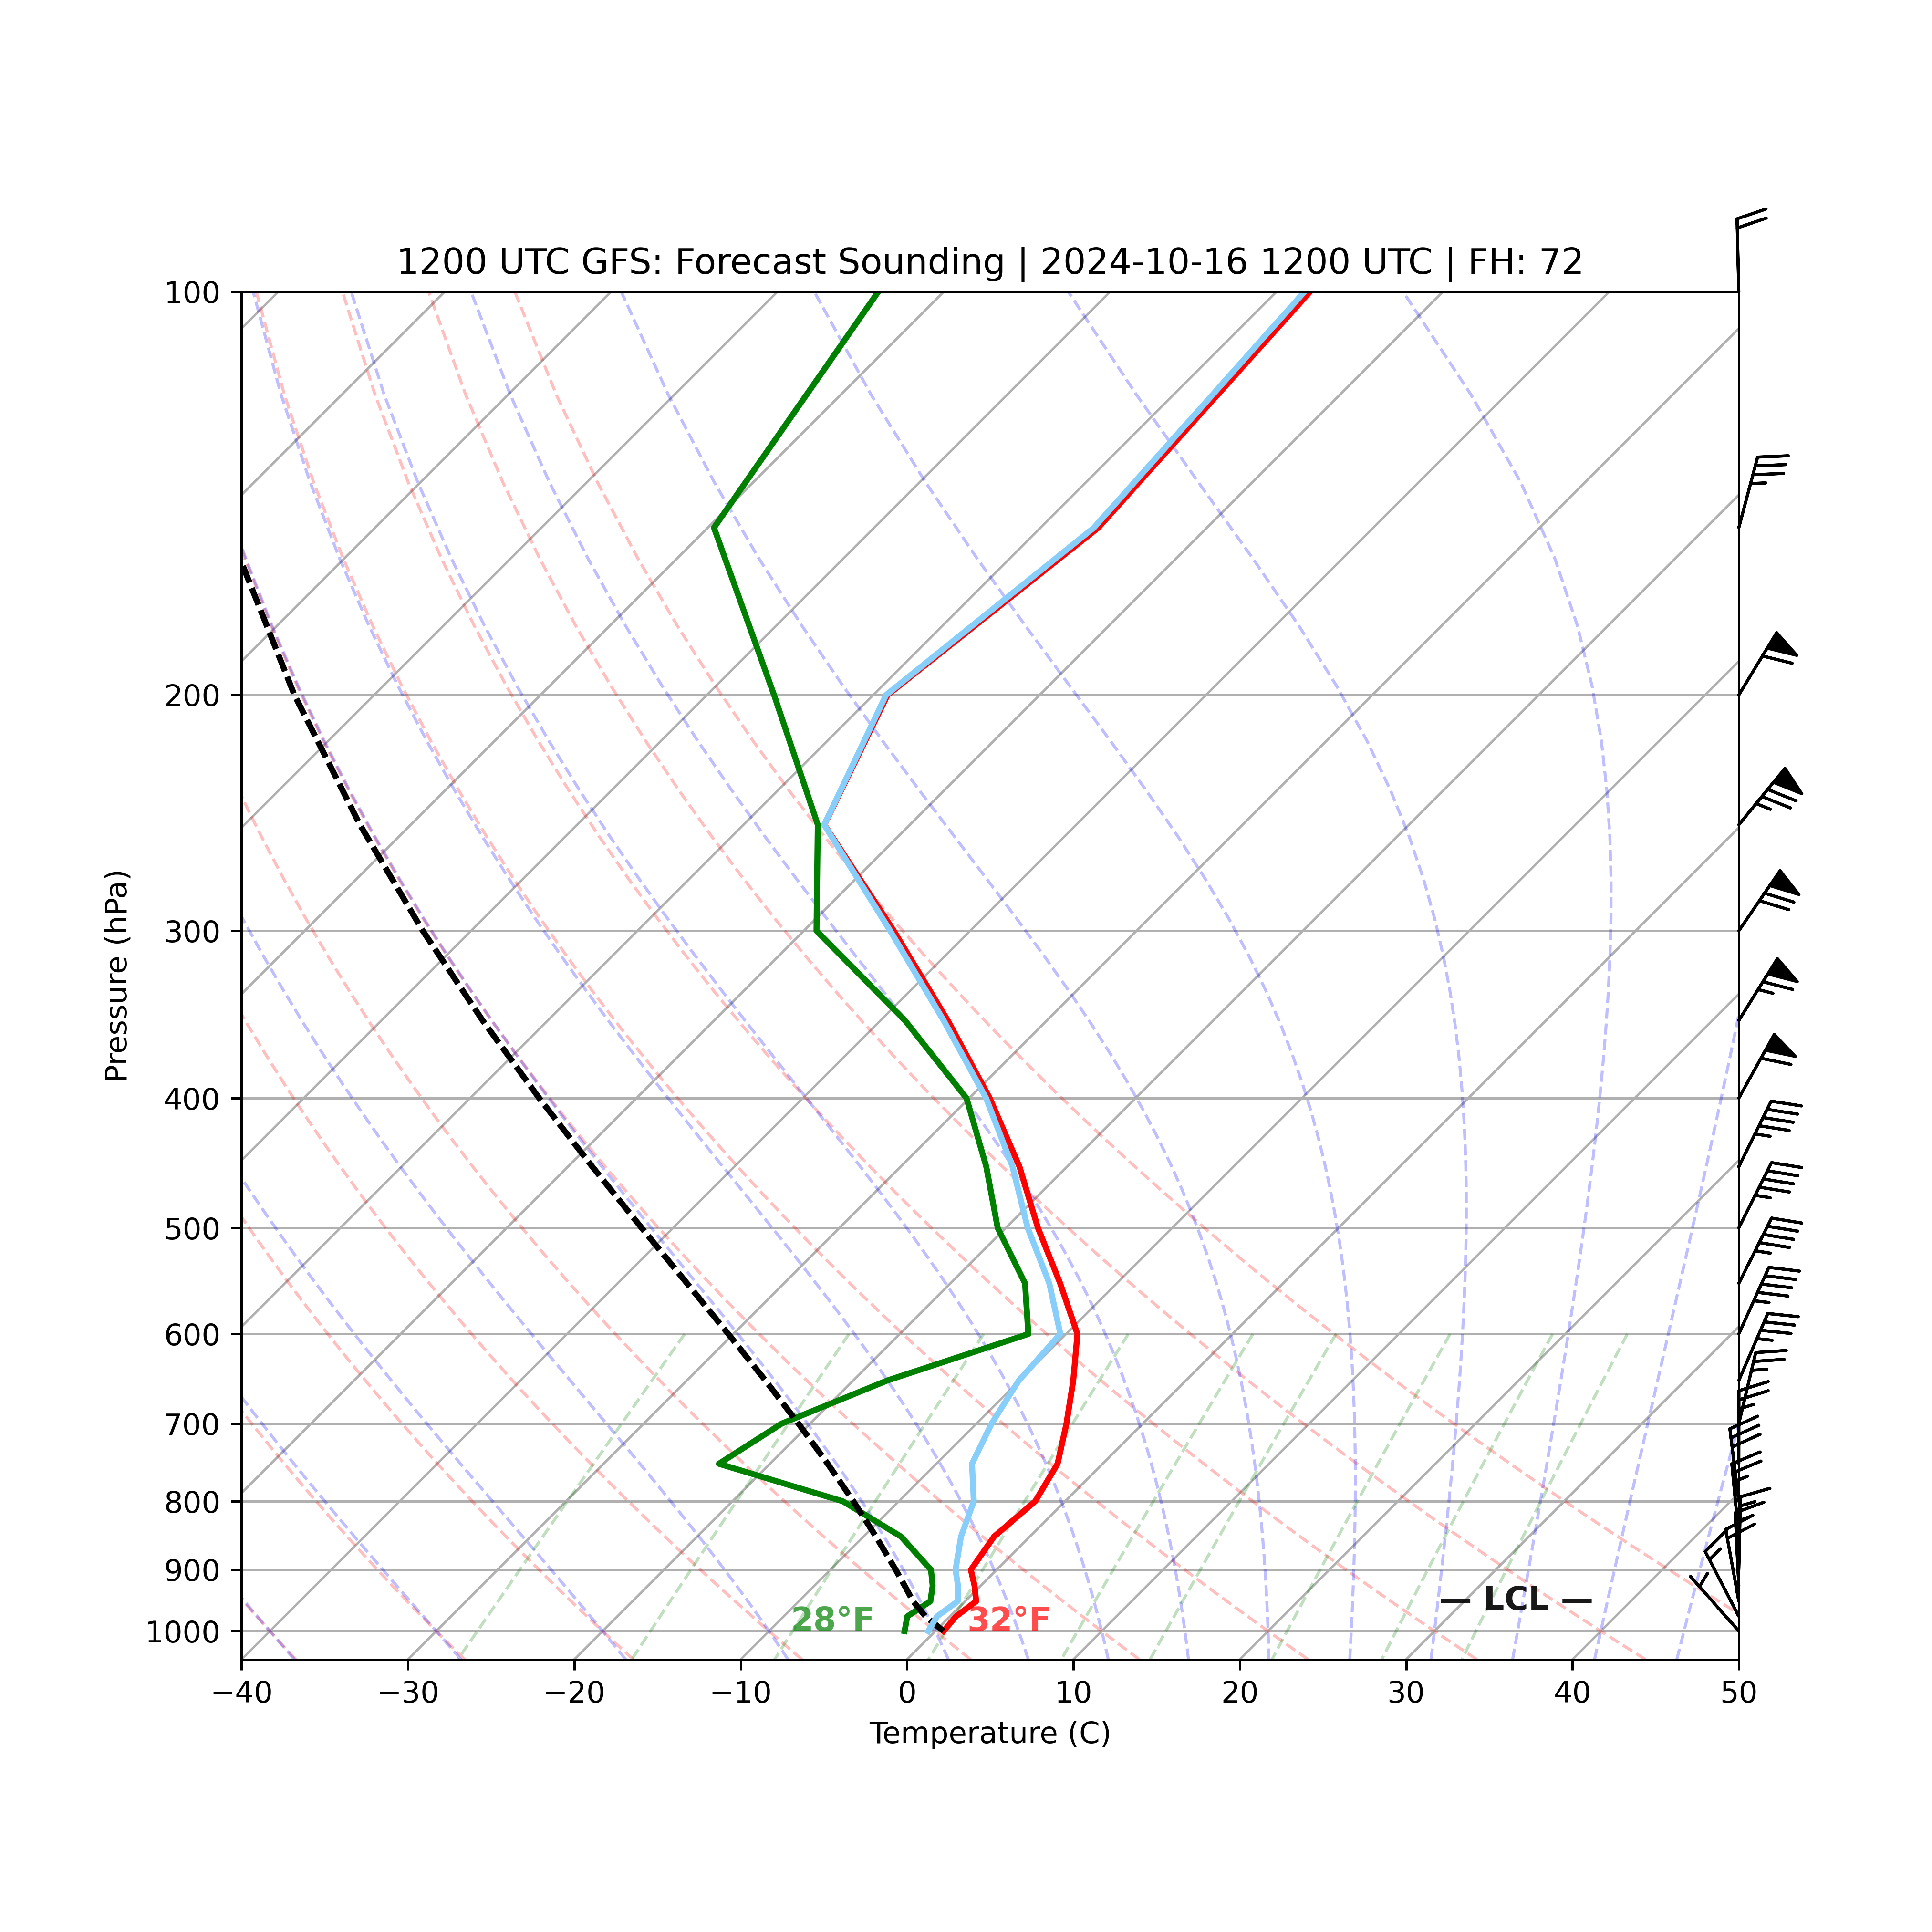 1200 UTC GFS: Forecast Sounding | 2024-10-16 1200 UTC | FH: 72
100
200
300
400
500
600
700
800
900
1000
Pressure (hPa)
28°F
32°F
— LCL —
−40 −30 −20 −10 0 10 20 30 40 50
Temperature (C)